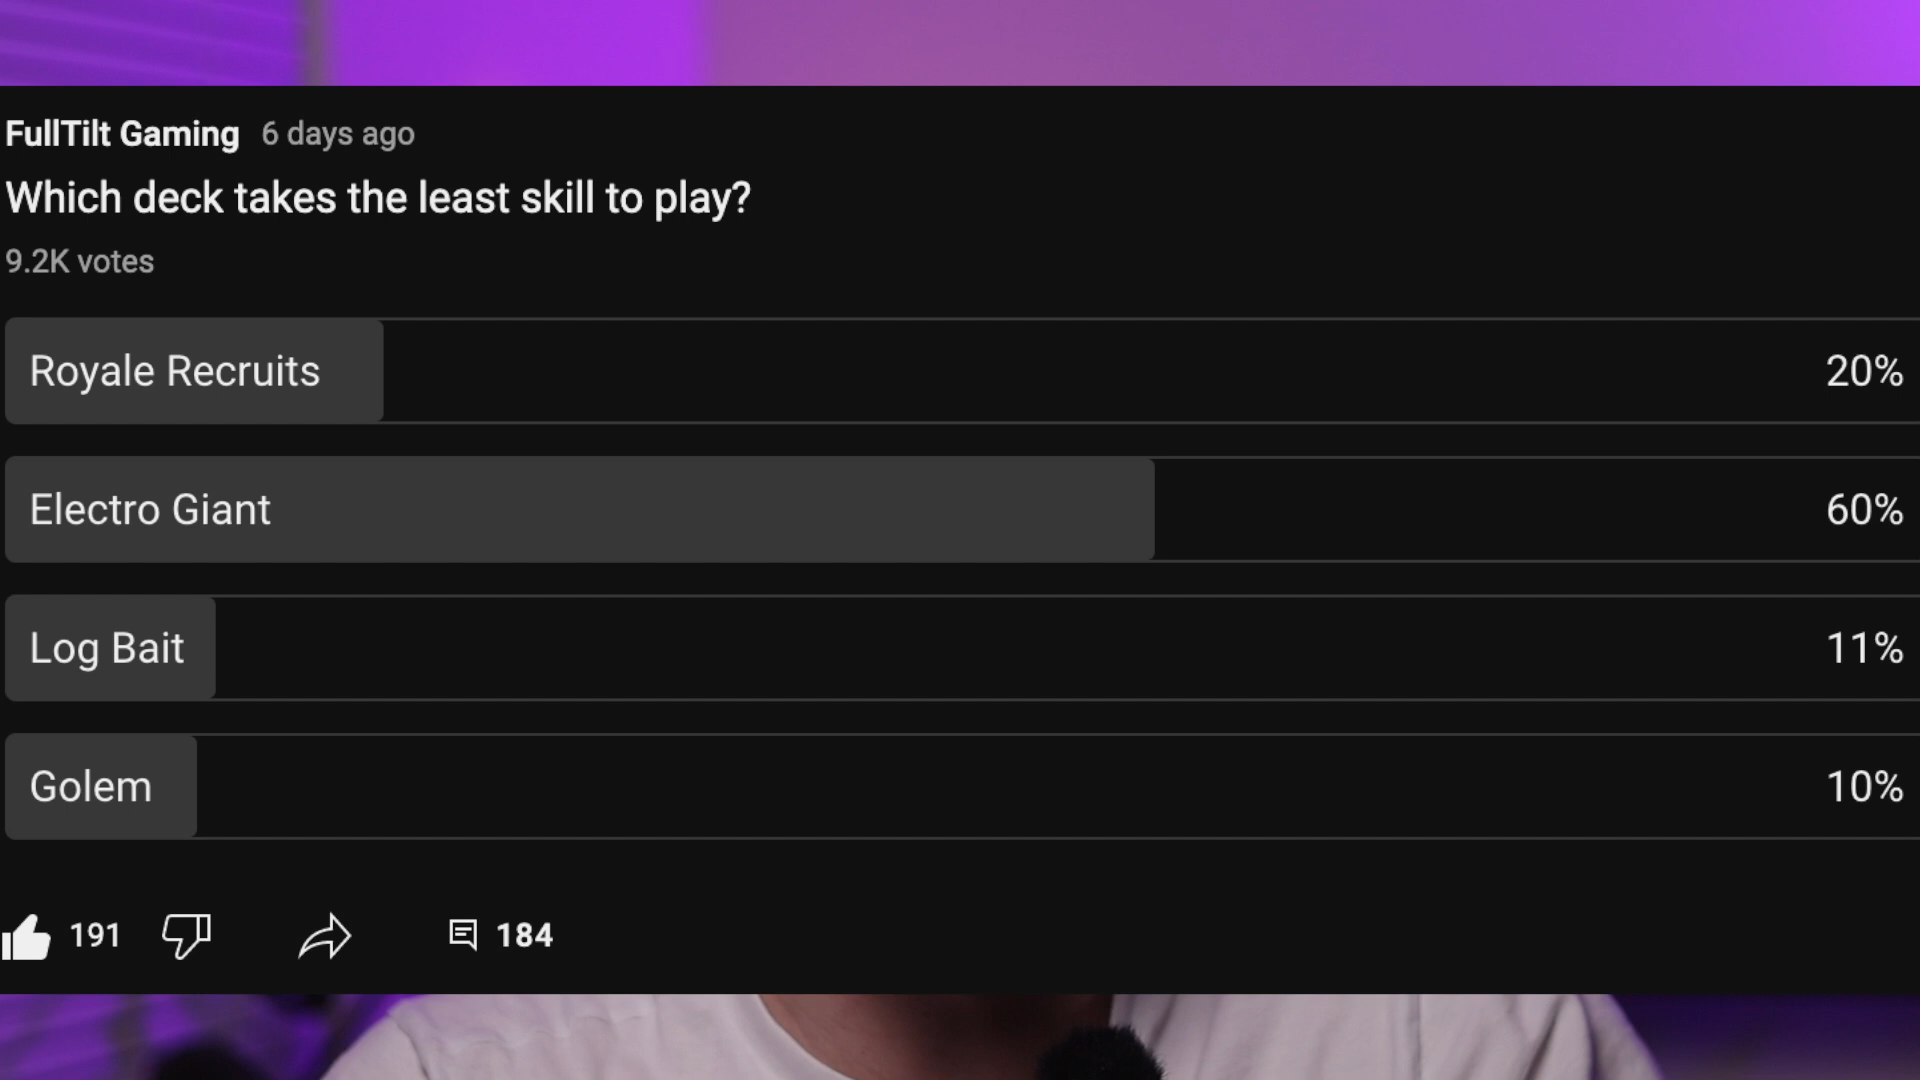 FullTilt Gaming 6 days ago
Which deck takes the least skill to play?
9.2K votes
Royale Recruits 20%
Electro Giant 60%
Log Bait 11%
Golem 10%
191 184